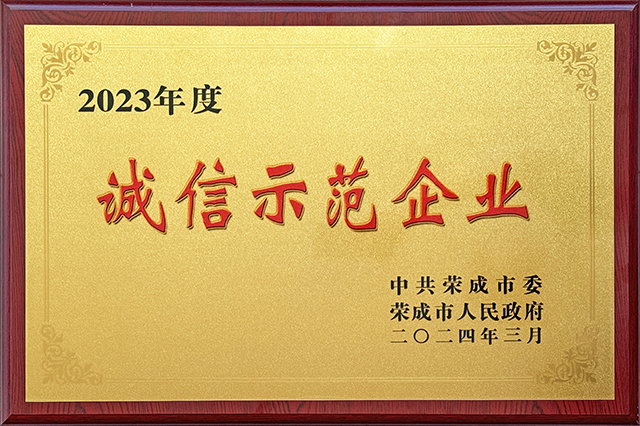 2023年度
诚信示范企业
中共荣成市委
荣成市人民政府
二〇二四年三月